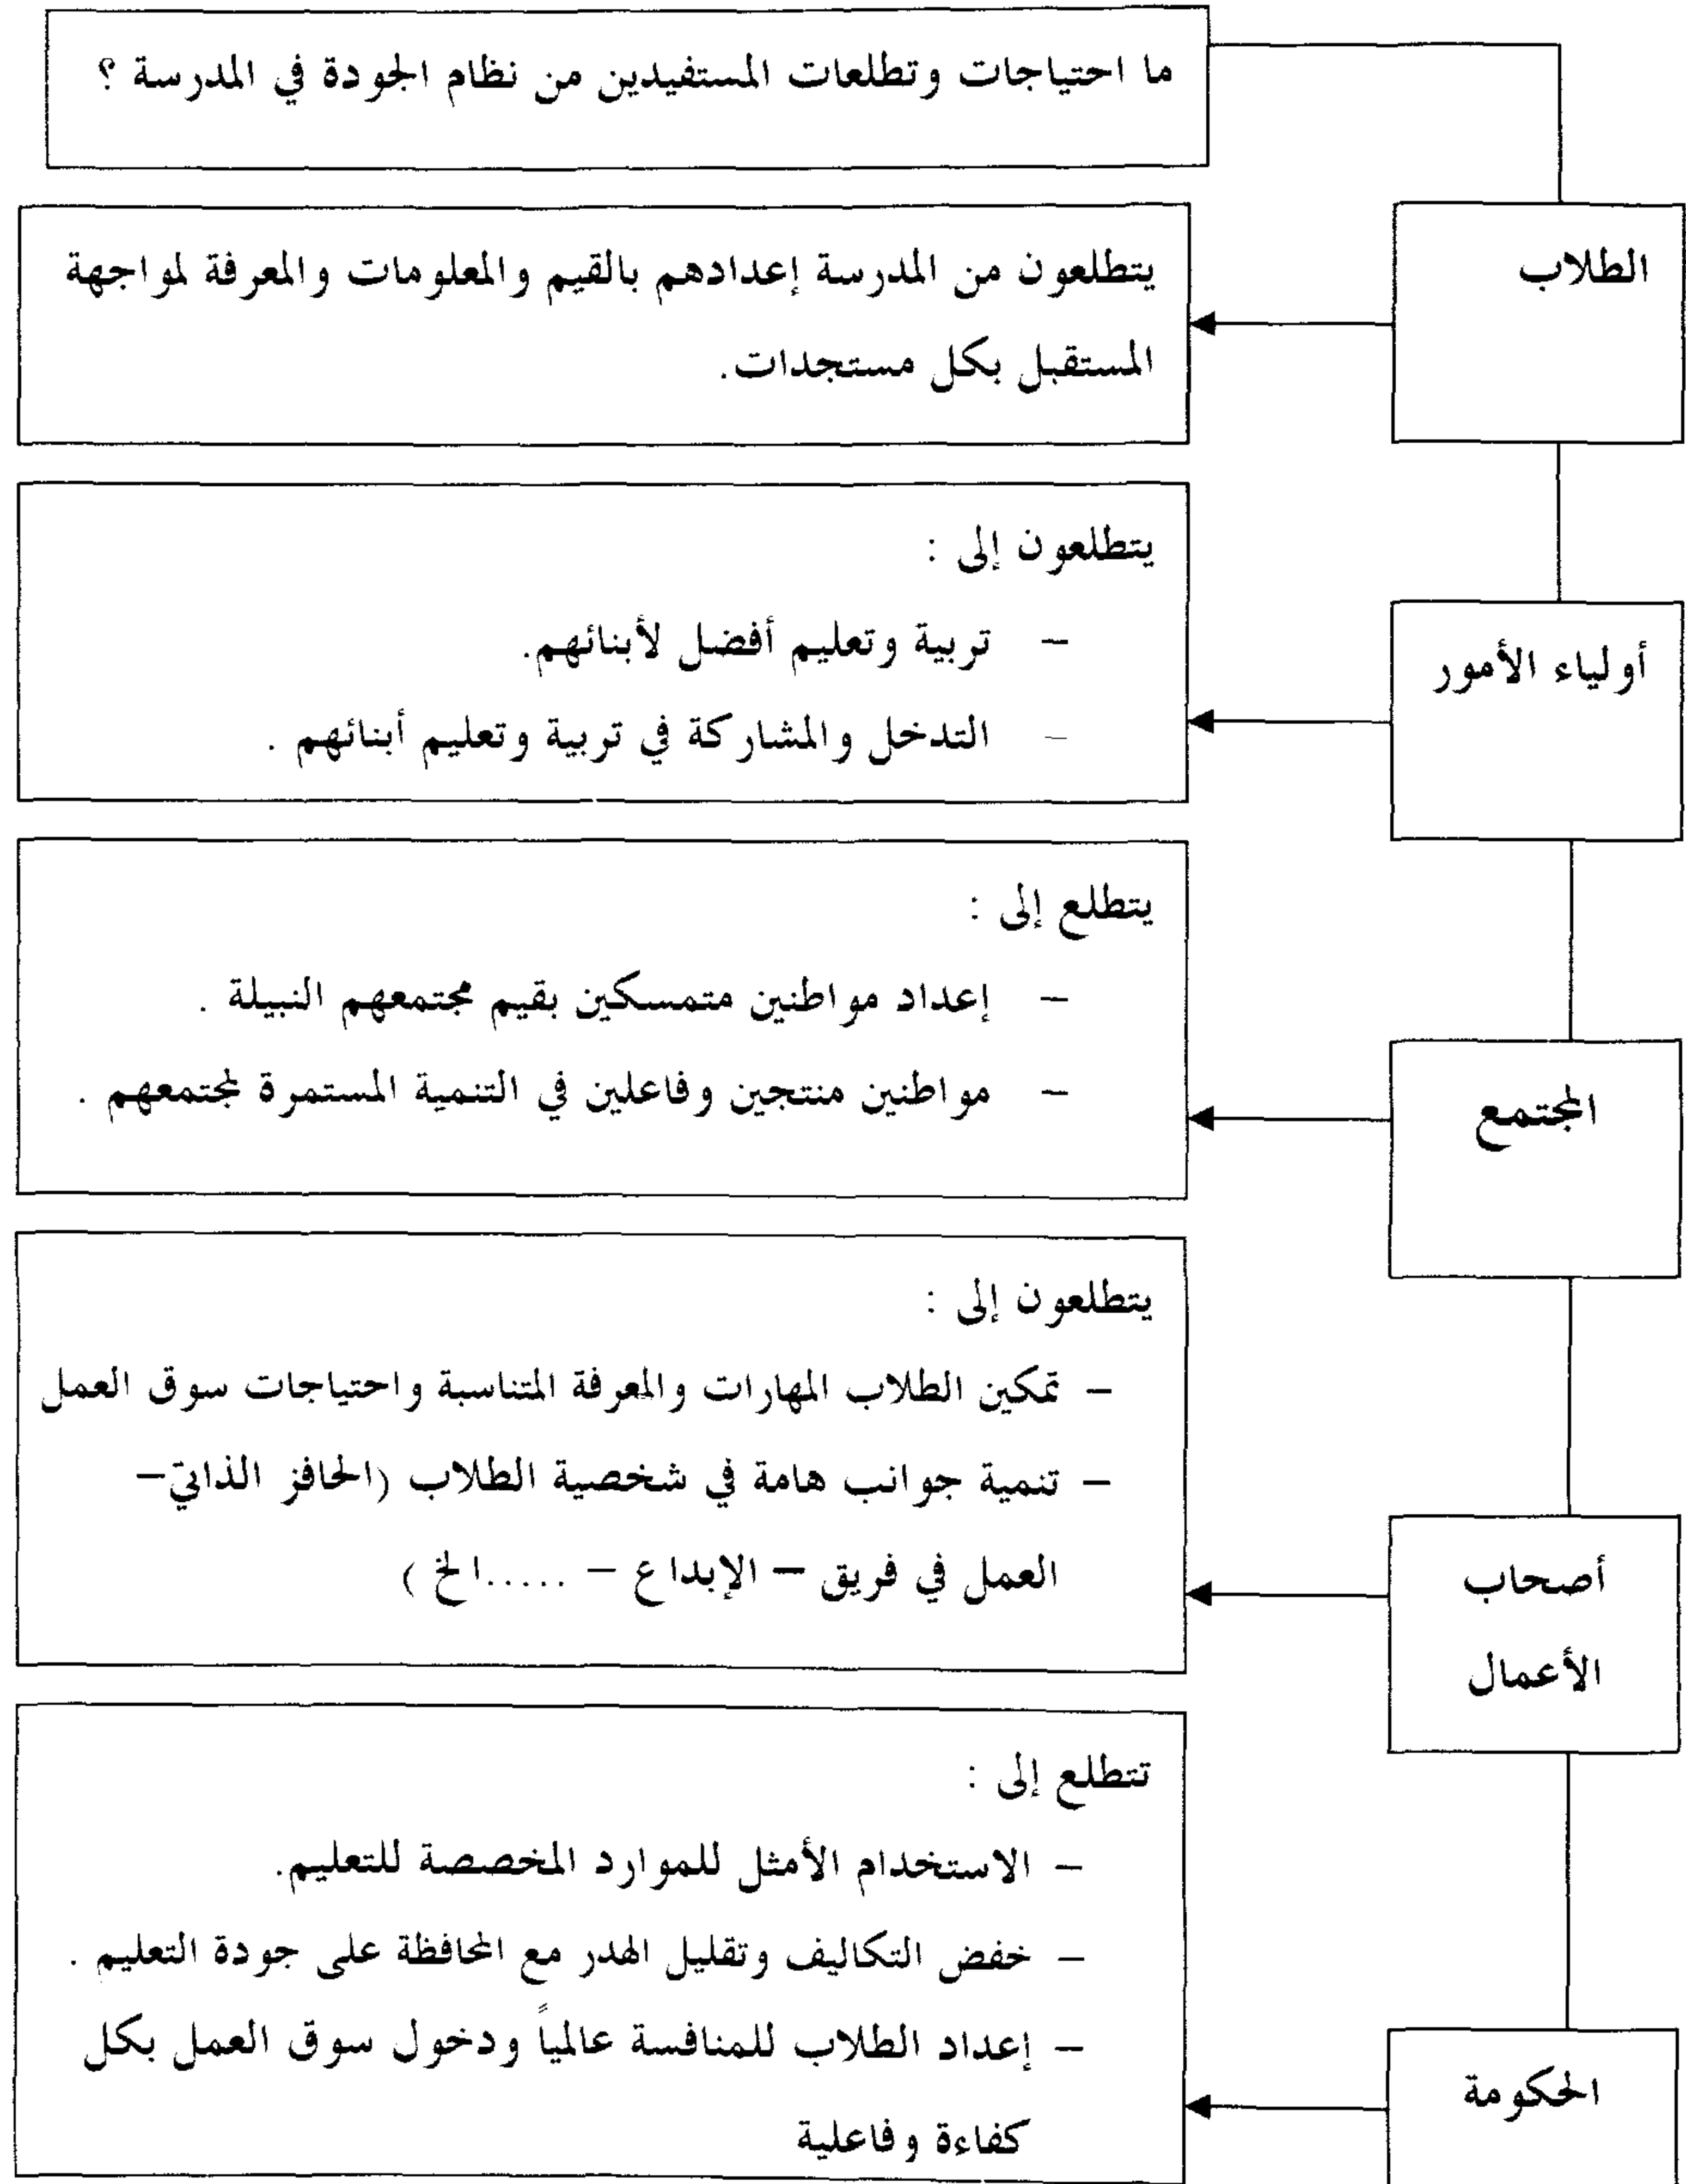 ما احتياجات وتطلعات المستفيدين من نظام الجودة في المدرسة ؟
الطلاب
يتطلعون من المدرسة إعدادهم بالقيم والمعلومات والمعرفة لمواجهة
المستقبل بكل مستجدات.
أولياء الأمور
يتطلعون إلى :
– تربية وتعليم أفضل لأبنائهم.
– التدخل والمشاركة في تربية وتعليم أبنائهم .
المجتمع
يتطلع إلى :
– إعداد مواطنين متمسكين بقيم مجتمعهم النبيلة .
– مواطنين منتجين وفاعلين في التنمية المستمرة لمجتمعهم .
أصحاب
الأعمال
يتطلعون إلى :
– تمكين الطلاب المهارات والمعرفة المتناسبة واحتياجات سوق العمل
– تنمية جوانب هامة في شخصية الطلاب (الحافز الذاتي–
العمل في فريق – الإبداع – .....الخ )
الحكومة
تتطلع إلى :
– الاستخدام الأمثل للموارد المخصصة للتعليم.
– خفض التكاليف وتقليل الهدر مع المحافظة على جودة التعليم .
– إعداد الطلاب للمنافسة عالمياً ودخول سوق العمل بكل
كفاءة وفاعلية